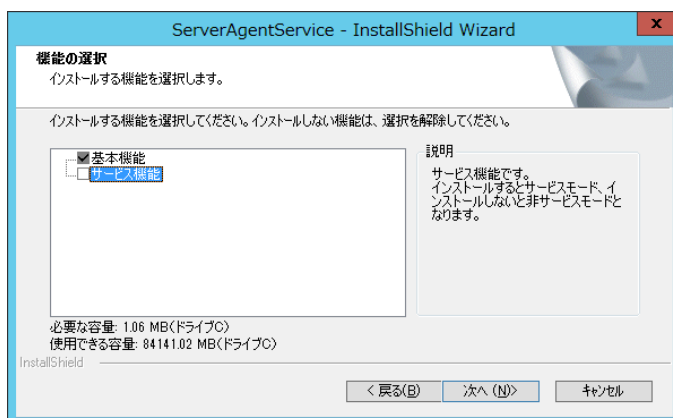 ServerAgentService - InstallShield Wizard
x
機能の選択
インストールする機能を選択します。
インストールする機能を選択してください。インストールしない機能は、選択を解除してください。
基本機能
サービス機能
説明
サービス機能です。
インストールするとサービスモード、イ
ンストールしないと非サービスモードと
なります。
必要な容量: 1.06 MB(ドライブC)
使用できる容量: 84141.02 MB(ドライブC)
InstallShield
< 戻る(B)
次へ (N)>
キャンセル